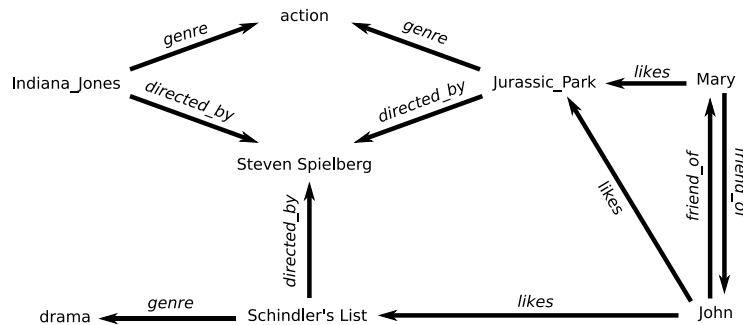 action
genre
genre
Indiana_Jones
Jurassic_Park
likes
Mary
directed_by
directed_by
Steven Spielberg
directed_by
likes
friend_of
friend_of
drama
genre
Schindler's List
likes
John